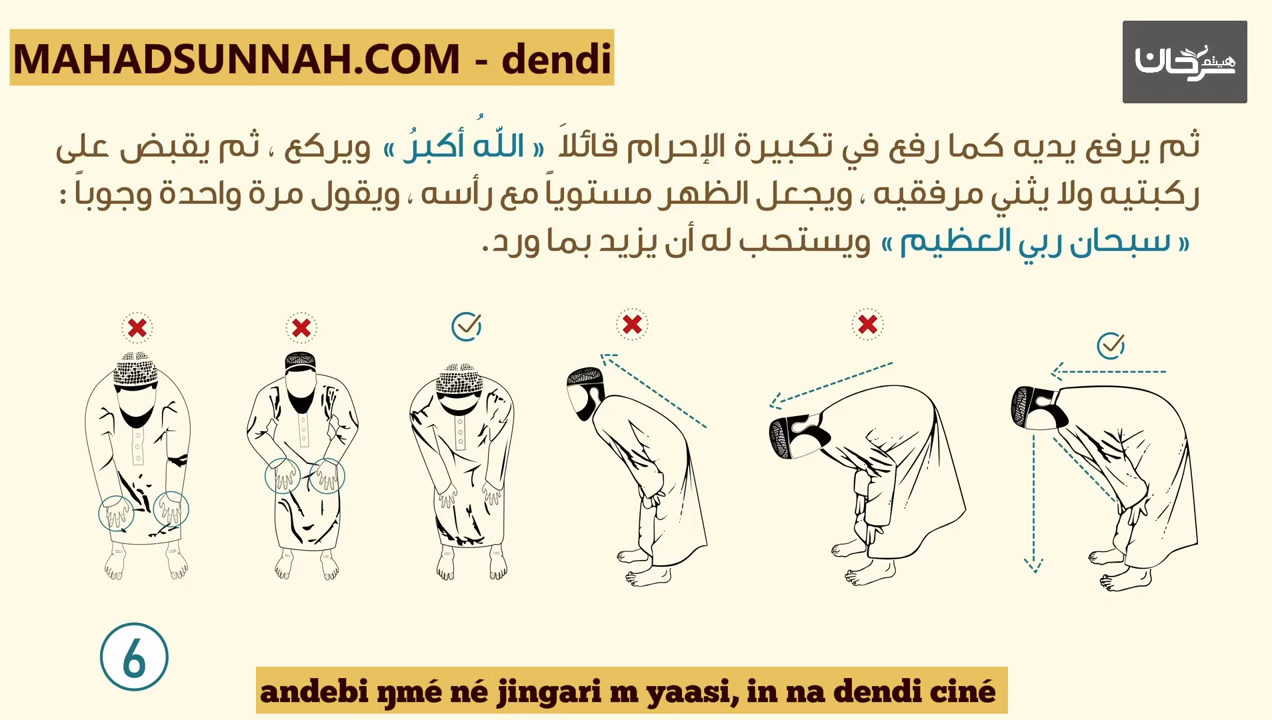 MAHADSUNNAH.COM - dendi
هيثم سرحان
ثم يرفع يديه كما رفع في تكبيرة الإحرام قائلاَ « اللّهُ أكبرُ » ويركع ، ثم يقبض على
ركبتيه ولا يثني مرفقيه ، ويجعل الظهر مستوياً مع رأسه ، ويقول مرة واحدة وجوباً :
« سبحان ربي العظيم » ويستحب له أن يزيد بما ورد.
6
andebi ŋmé né jingari m yaasi, in na dendi ciné